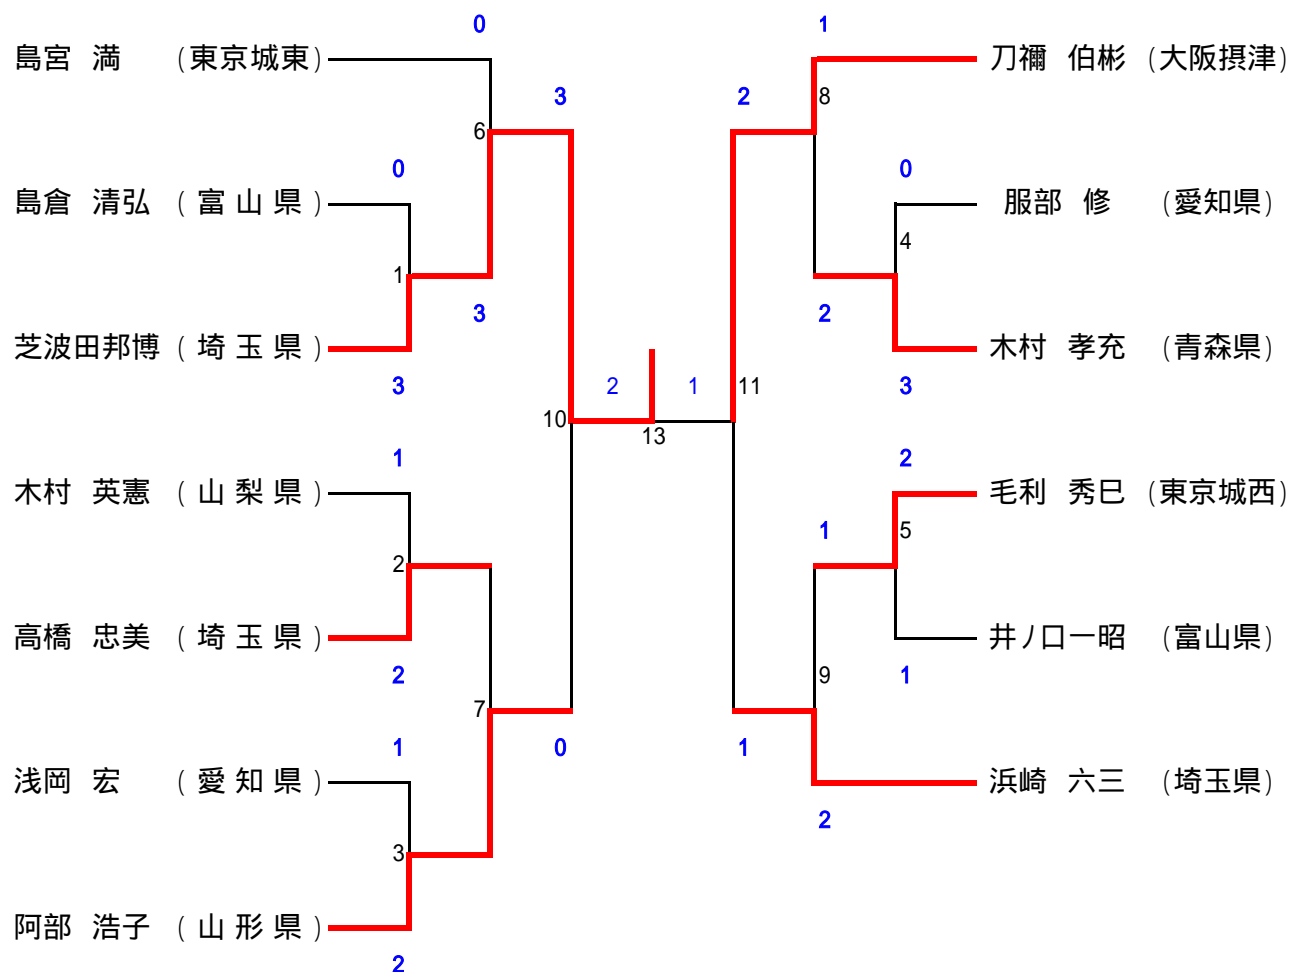 0 1
島宮 満 (東京城東) 刀禰 伯彬 (大阪摂津)
3 2 8
6
0 0
島倉 清弘 (富山県) 服部 修 (愛知県)
4
1
3 2
芝波田邦博 (埼玉県) 木村 孝充 (青森県)
3 2 1 11 3
10 13
1 2
木村 英憲 (山梨県) 毛利 秀巳 (東京城西)
1 5
2
高橋 忠美 (埼玉県) 井ノ口一昭 (富山県)
2 9 1
7
1 0 1
浅岡 宏 (愛知県) 浜崎 六三 (埼玉県)
2
3
阿部 浩子 (山形県)
2